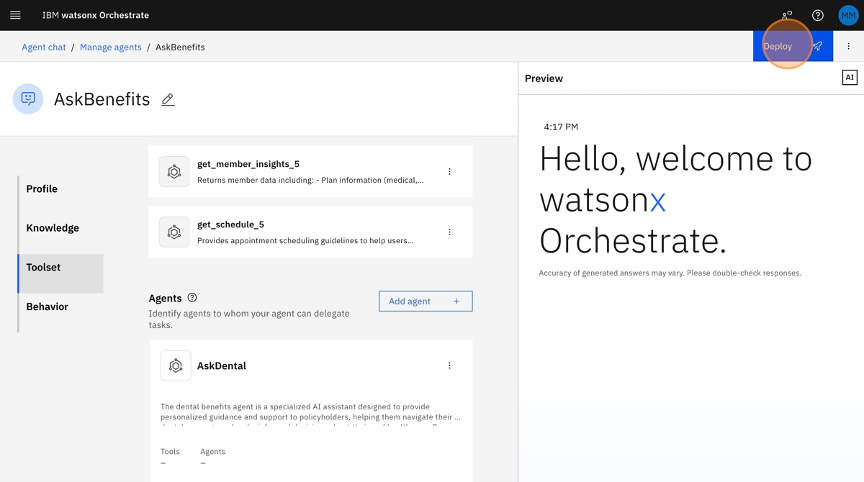 IBM watsonx Orchestrate
MM
Agent chat / Manage agents / AskBenefits
Deploy
AskBenefits
Preview
AI
Profile
Knowledge
Toolset
Behavior
get_member_insights_5
Returns member data including: - Plan information (medical,...
get_schedule_5
Provides appointment scheduling guidelines to help users...
Agents
Add agent +
Identify agents to whom your agent can delegate
tasks.
AskDental
The dental benefits agent is a specialized AI assistant designed to provide
personalized guidance and support to policyholders, helping them navigate their ...
Tools Agents
– –
4:17 PM
Hello, welcome to
watsonx
Orchestrate.
Accuracy of generated answers may vary. Please double-check responses.